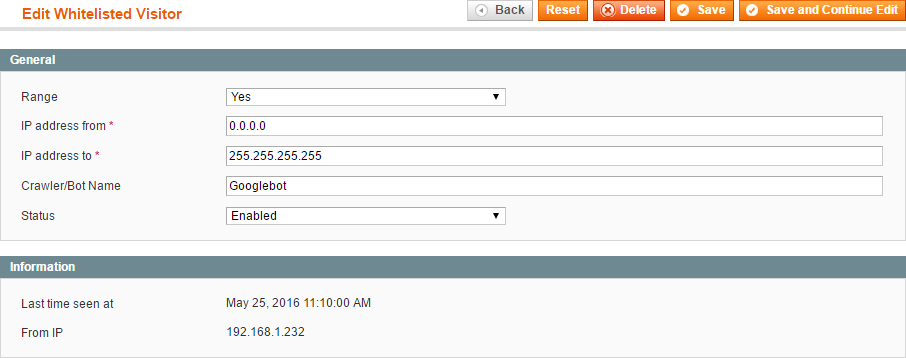 Edit Whitelisted Visitor Back Reset Delete Save Save and Continue Edit
General
Range Yes
IP address from * 0.0.0.0
IP address to * 255.255.255.255
Crawler/Bot Name Googlebot
Status Enabled
Information
Last time seen at May 25, 2016 11:10:00 AM
From IP 192.168.1.232